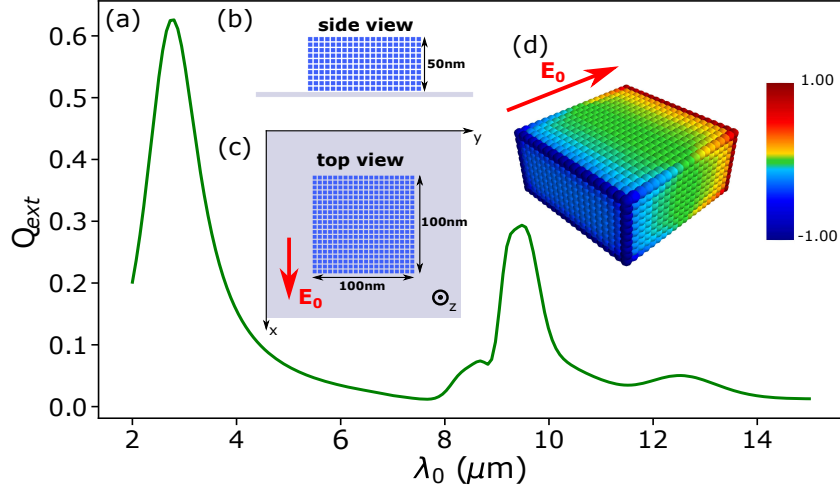 (a)
(b)
side view
50nm
(c)
y
top view
100nm
100nm
E₀
z
x
(d)
E₀
1.00
-1.00
0.6
0.5
0.4
0.3
0.2
0.1
0.0
Qext
2 4 6 8 10 12 14
λ₀ (μm)